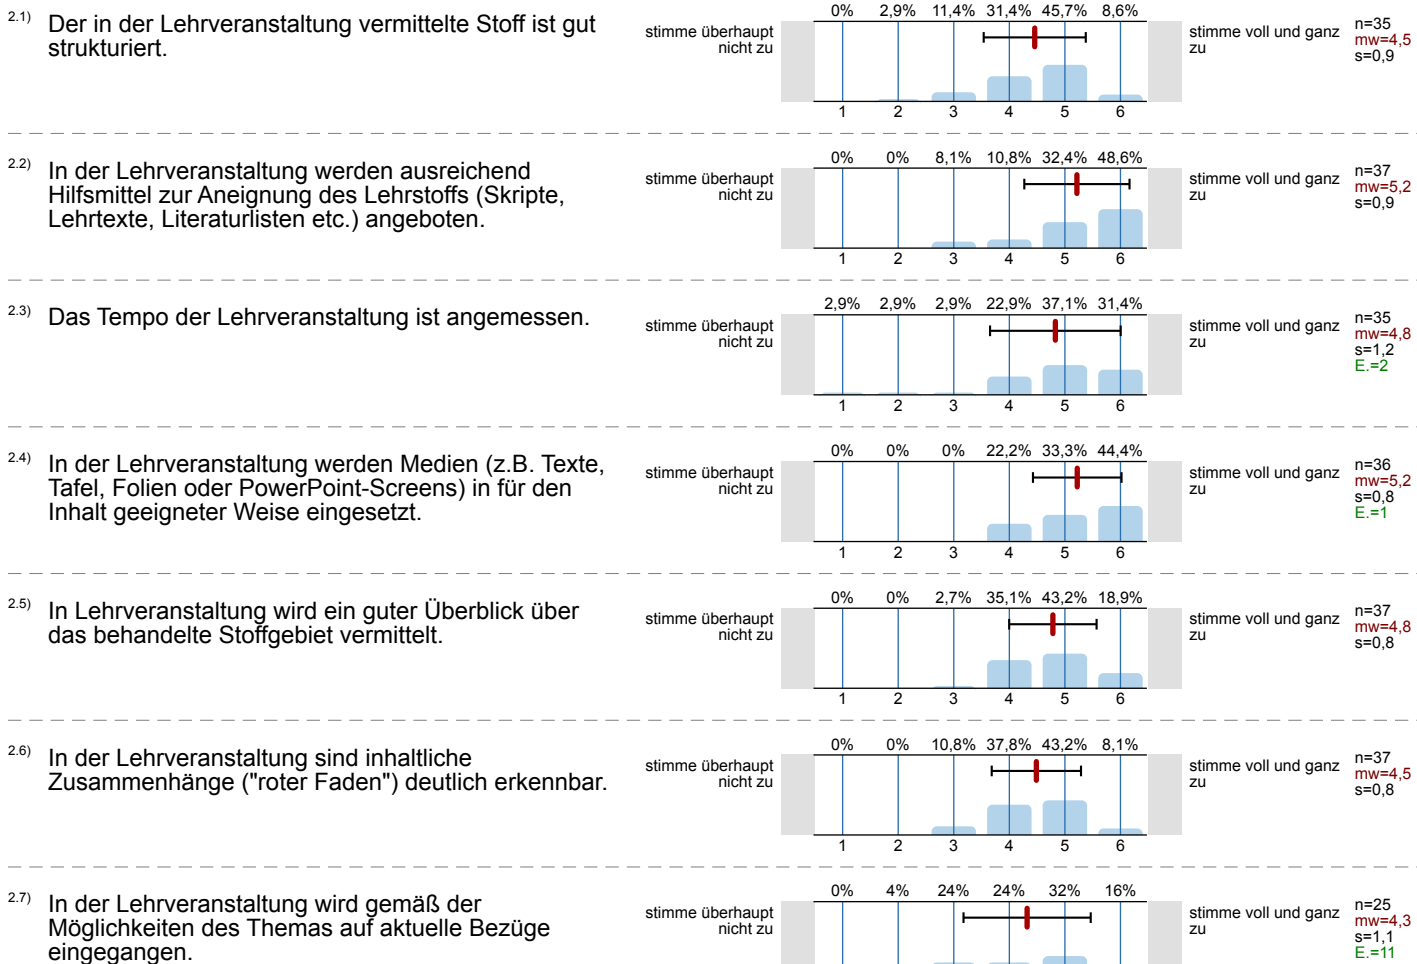 2.1) Der in der Lehrveranstaltung vermittelte Stoff ist gut
strukturiert.
stimme überhaupt
nicht zu
0% 2,9% 11,4% 31,4% 45,7% 8,6%
1 2 3 4 5 6
stimme voll und ganz
zu
n=35
mw=4,5
s=0,9
2.2) In der Lehrveranstaltung werden ausreichend
Hilfsmittel zur Aneignung des Lehrstoffs (Skripte,
Lehrtexte, Literaturlisten etc.) angeboten.
stimme überhaupt
nicht zu
0% 0% 8,1% 10,8% 32,4% 48,6%
1 2 3 4 5 6
stimme voll und ganz
zu
n=37
mw=5,2
s=0,9
2.3) Das Tempo der Lehrveranstaltung ist angemessen.
stimme überhaupt
nicht zu
2,9% 2,9% 2,9% 22,9% 37,1% 31,4%
1 2 3 4 5 6
stimme voll und ganz
zu
n=35
mw=4,8
s=1,2
E.=2
2.4) In der Lehrveranstaltung werden Medien (z.B. Texte,
Tafel, Folien oder PowerPoint-Screens) in für den
Inhalt geeigneter Weise eingesetzt.
stimme überhaupt
nicht zu
0% 0% 0% 22,2% 33,3% 44,4%
1 2 3 4 5 6
stimme voll und ganz
zu
n=36
mw=5,2
s=0,8
E.=1
2.5) In Lehrveranstaltung wird ein guter Überblick über
das behandelte Stoffgebiet vermittelt.
stimme überhaupt
nicht zu
0% 0% 2,7% 35,1% 43,2% 18,9%
1 2 3 4 5 6
stimme voll und ganz
zu
n=37
mw=4,8
s=0,8
2.6) In der Lehrveranstaltung sind inhaltliche
Zusammenhänge ("roter Faden") deutlich erkennbar.
stimme überhaupt
nicht zu
0% 0% 10,8% 37,8% 43,2% 8,1%
1 2 3 4 5 6
stimme voll und ganz
zu
n=37
mw=4,5
s=0,8
2.7) In der Lehrveranstaltung wird gemäß der
Möglichkeiten des Themas auf aktuelle Bezüge
eingegangen.
stimme überhaupt
nicht zu
0% 4% 24% 24% 32% 16%
stimme voll und ganz
zu
n=25
mw=4,3
s=1,1
E.=11